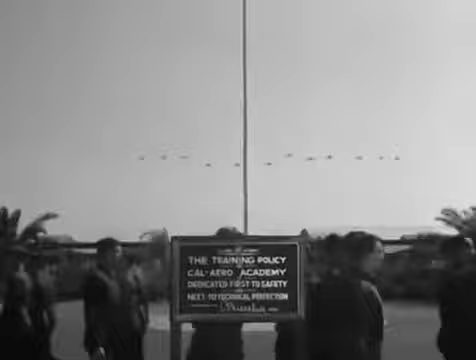 THE TRAINING POLICY
CAL-AERO ACADEMY
DEDICATED FIRST TO SAFETY
NEXT TO TECHNICAL PERFECTION